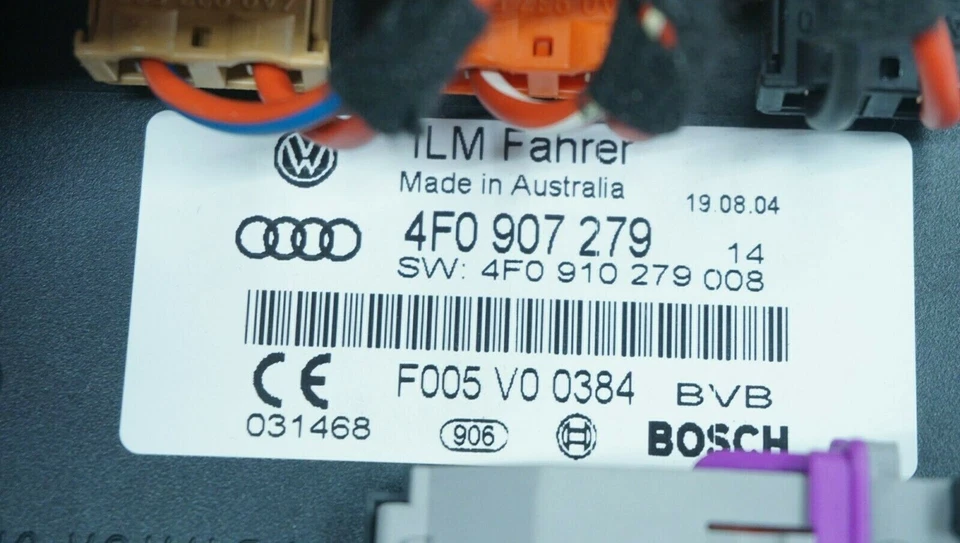 ILM Fahrer
Made in Australia
19.08.04
4F0 907 279
14
SW: 4F0 910 279 008
CE
F005 V0 0384 BVB
031468
906
BOSCH